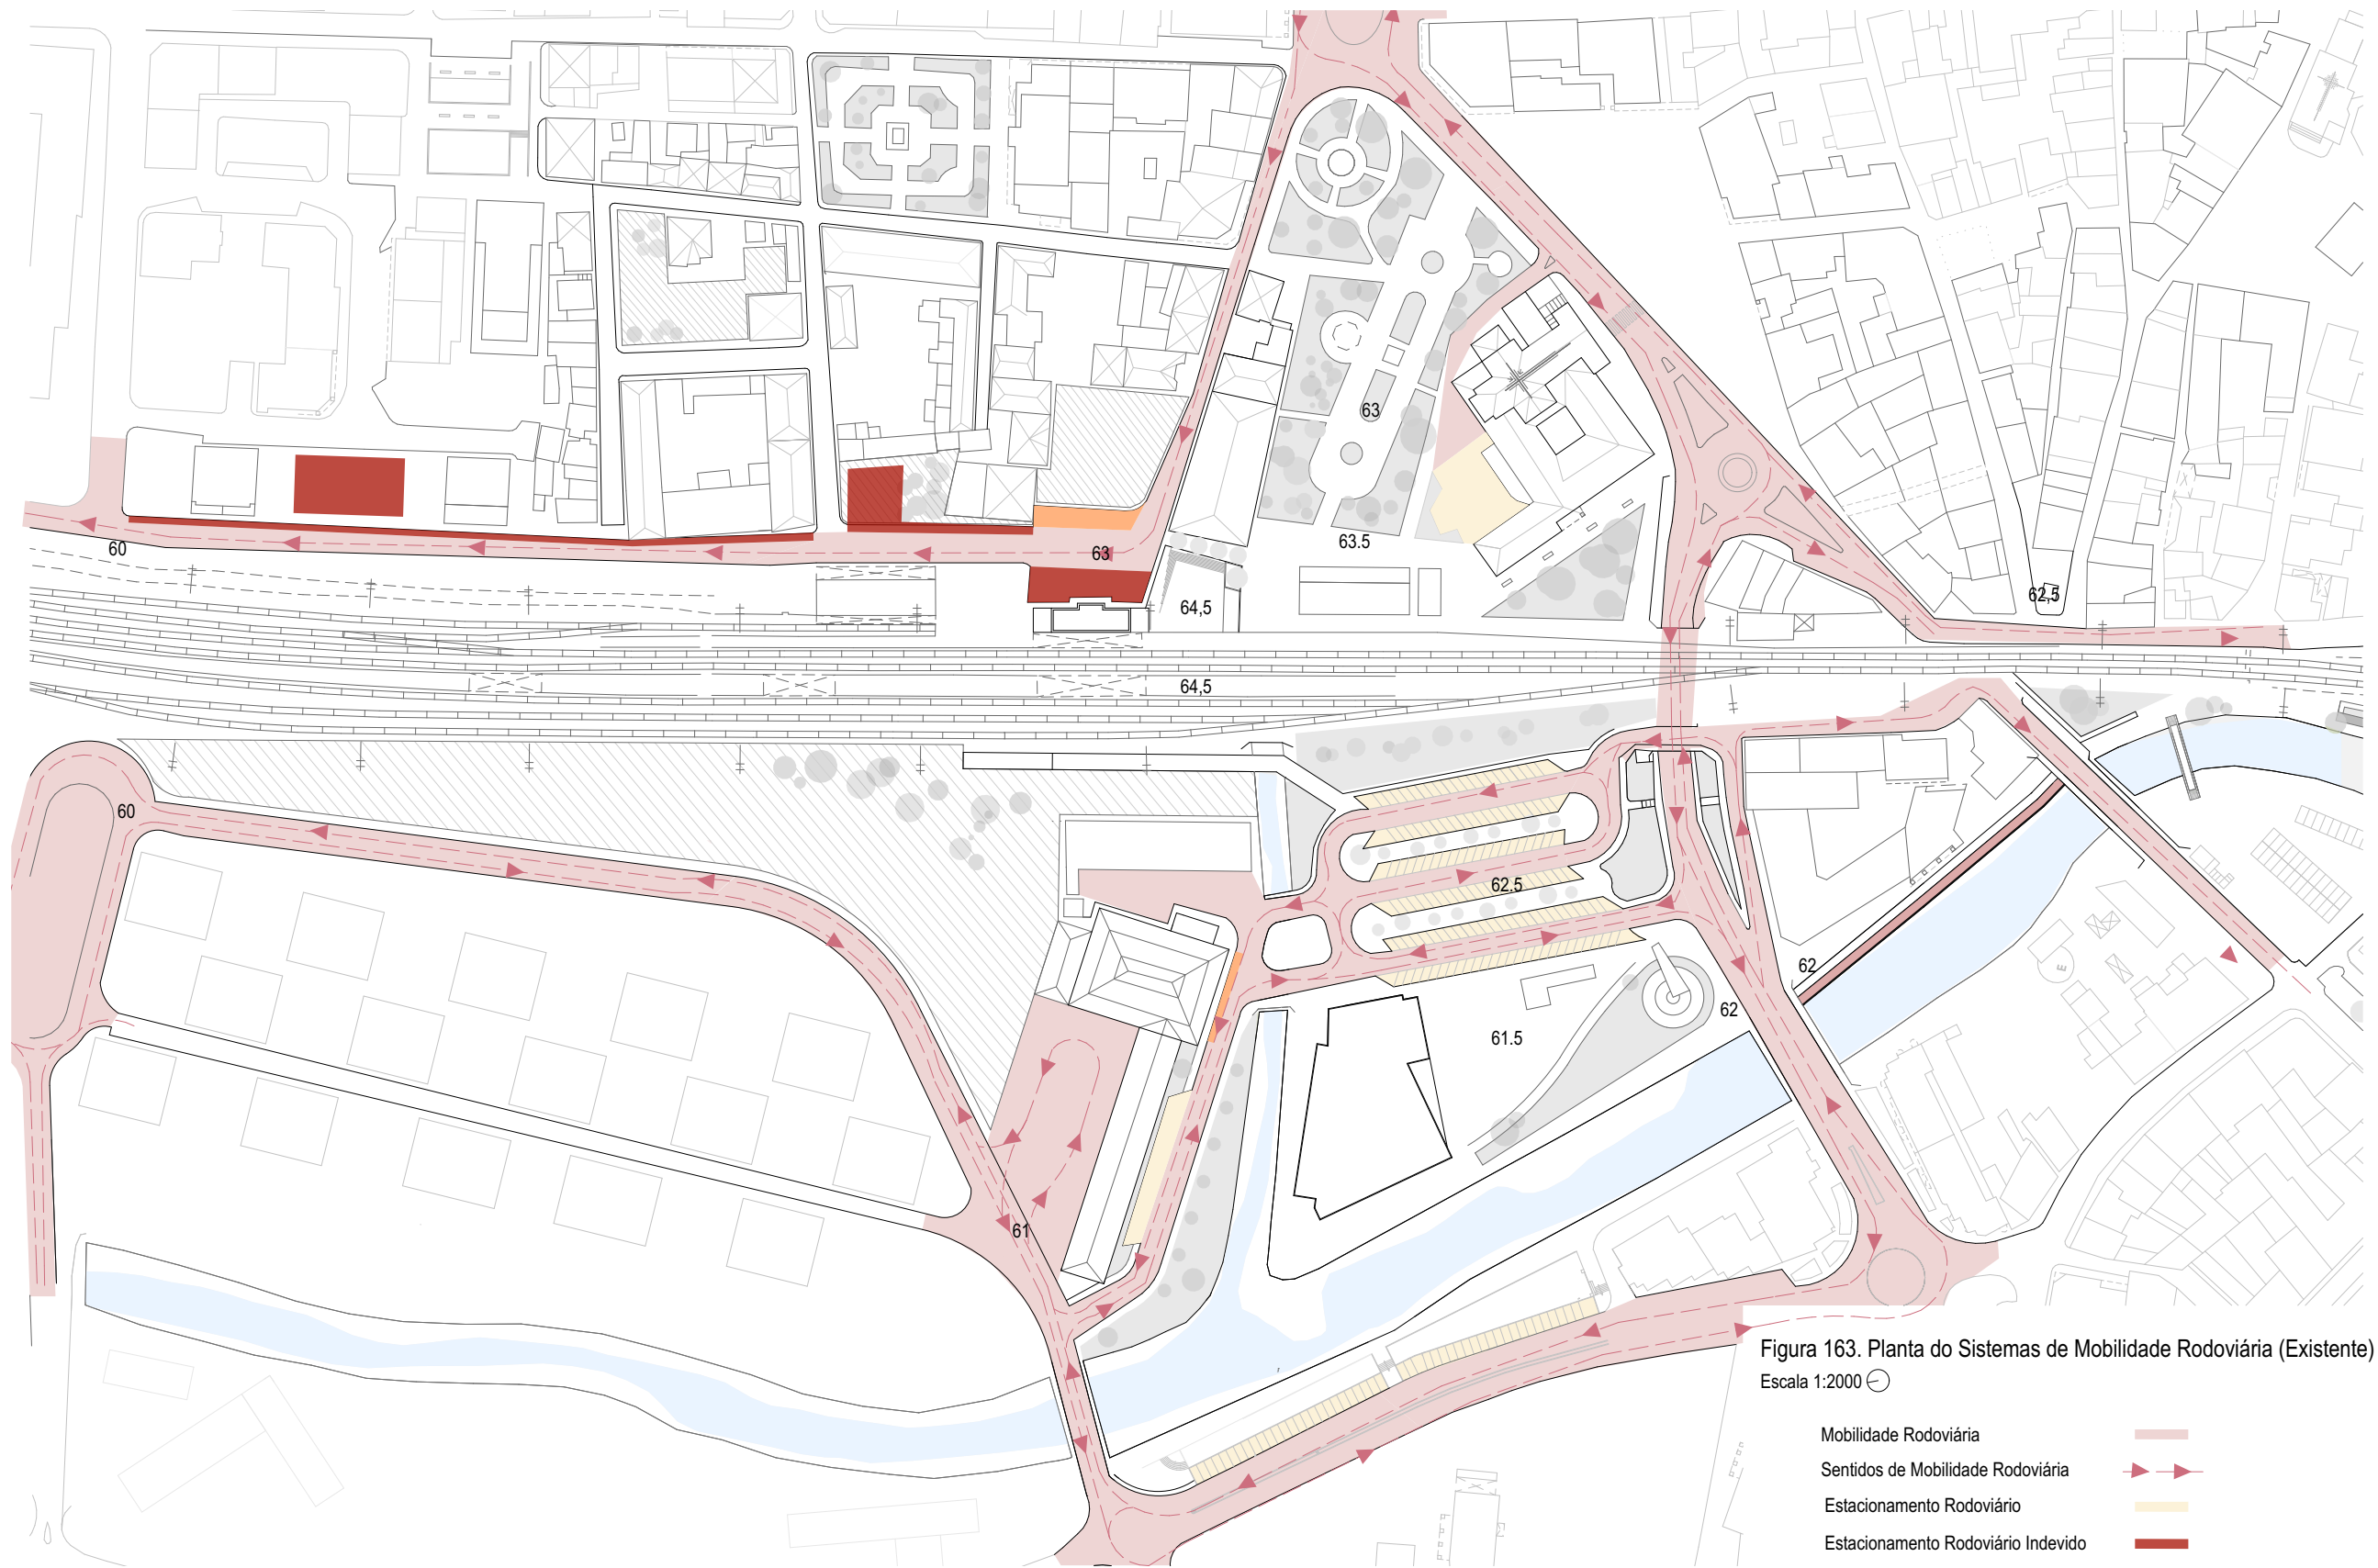 63
60
63
63.5
64,5
62,5
64,5
60
62.5
62
E
62
61.5
61
Figura 163. Planta do Sistemas de Mobilidade Rodoviária (Existente)
Escala 1:2000
Mobilidade Rodoviária
Sentidos de Mobilidade Rodoviária
Estacionamento Rodoviário
Estacionamento Rodoviário Indevido